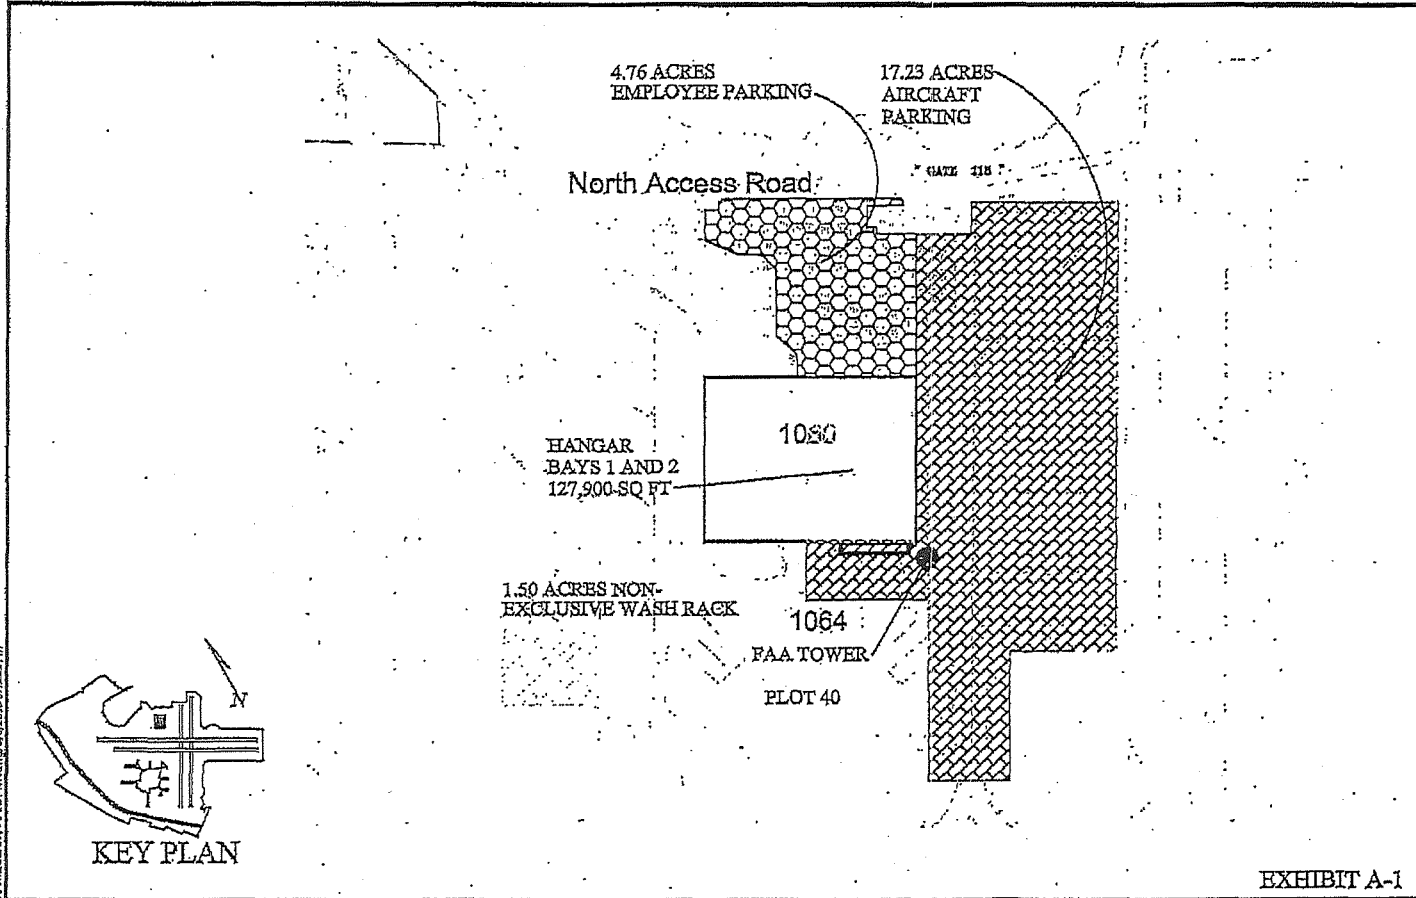 4.76 ACRES
EMPLOYEE PARKING
17.23 ACRES
AIRCRAFT
PARKING
GATE 118
North Access Road
1080
HANGAR
BAYS 1 AND 2
127,900 SQ FT
1.50 ACRES NON-
EXCLUSIVE WASH RACK
1064
FAA TOWER
PLOT 40
N
KEY PLAN
EXHIBIT A-1